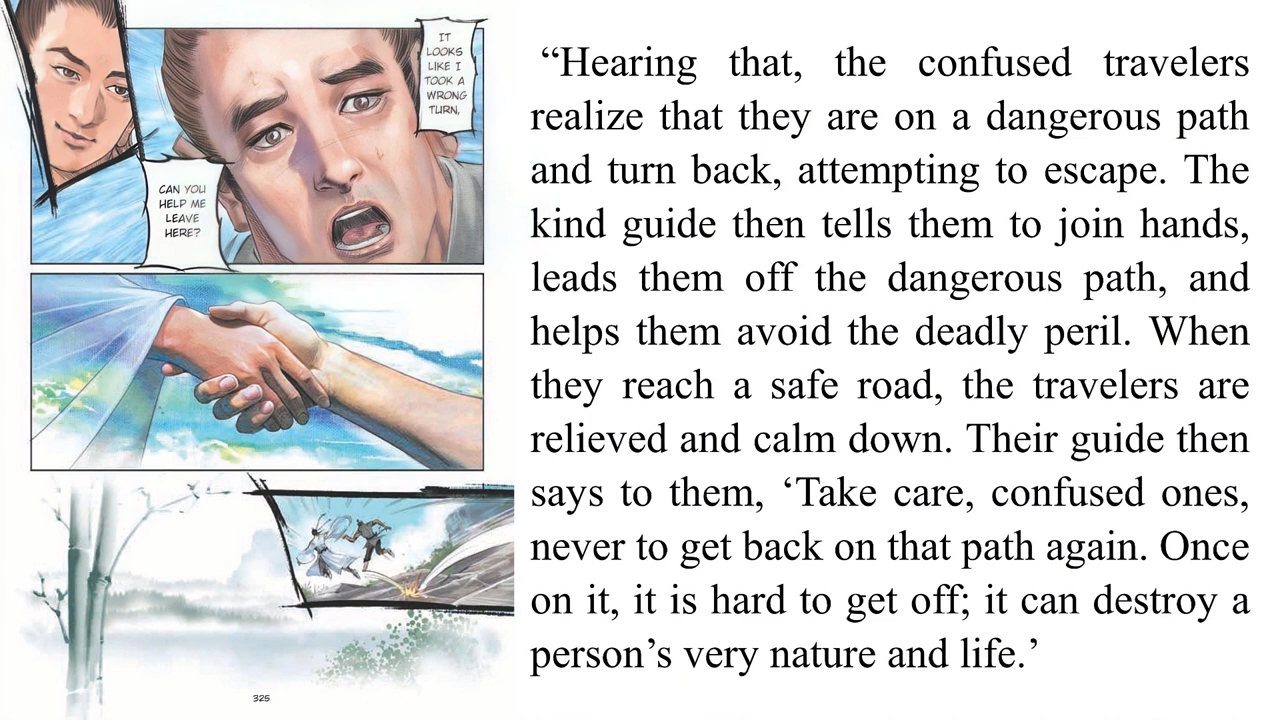 IT
LOOKS
LIKE I
TOOK A
WRONG
TURN,
CAN YOU
HELP ME
LEAVE
HERE?
325
“Hearing that, the confused travelers
realize that they are on a dangerous path
and turn back, attempting to escape. The
kind guide then tells them to join hands,
leads them off the dangerous path, and
helps them avoid the deadly peril. When
they reach a safe road, the travelers are
relieved and calm down. Their guide then
says to them, ‘Take care, confused ones,
never to get back on that path again. Once
on it, it is hard to get off; it can destroy a
person’s very nature and life.’